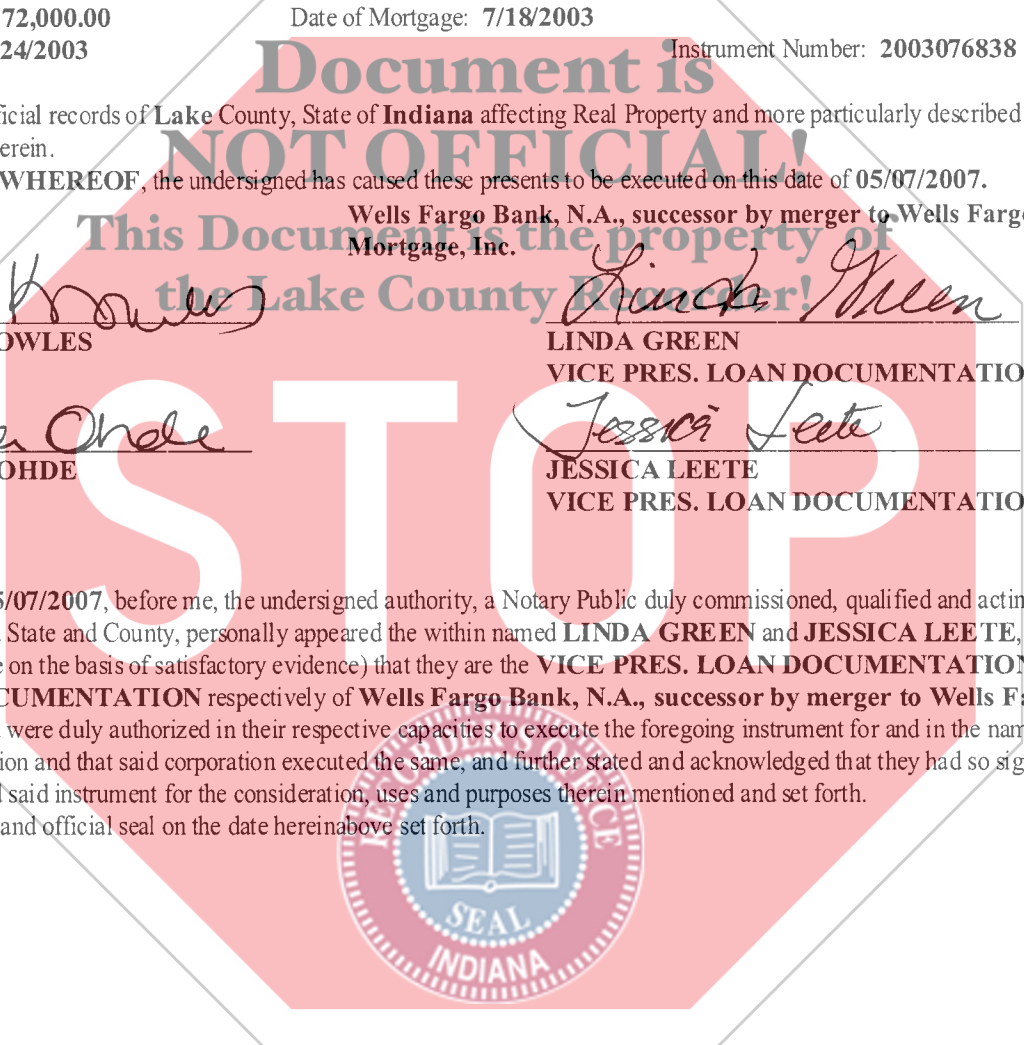 72,000.00 Date of Mortgage: 7/18/2003
24/2003 Instrument Number: 2003076838
Document is
icial records of Lake County, State of Indiana affecting Real Property and more particularly described
erein.
NOT OFFICIAL!
WHEREOF, the undersigned has caused these presents to be executed on this date of 05/07/2007.
Wells Fargo Bank, N.A., successor by merger to Wells Fargo
This Document is the property of
Mortgage, Inc.
the Lake County Recorder!
Knowles Linda Green
OWLES LINDA GREEN
VICE PRES. LOAN DOCUMENTATIO
Ohde Jessica Leete
OHDE JESSICA LEETE
VICE PRES. LOAN DOCUMENTATIO
STOP
5/07/2007, before me, the undersigned authority, a Notary Public duly commissioned, qualified and actin
State and County, personally appeared the within named LINDA GREEN and JESSICA LEETE,
e on the basis of satisfactory evidence) that they are the VICE PRES. LOAN DOCUMENTATION
CUMENTATION respectively of Wells Fargo Bank, N.A., successor by merger to Wells Fa
were duly authorized in their respective capacities to execute the foregoing instrument for and in the nam
ion and that said corporation executed the same, and further stated and acknowledged that they had so sig
d said instrument for the consideration, uses and purposes therein mentioned and set forth.
and official seal on the date hereinabove set forth.
RECORDER'S OFFICE
SEAL
INDIANA